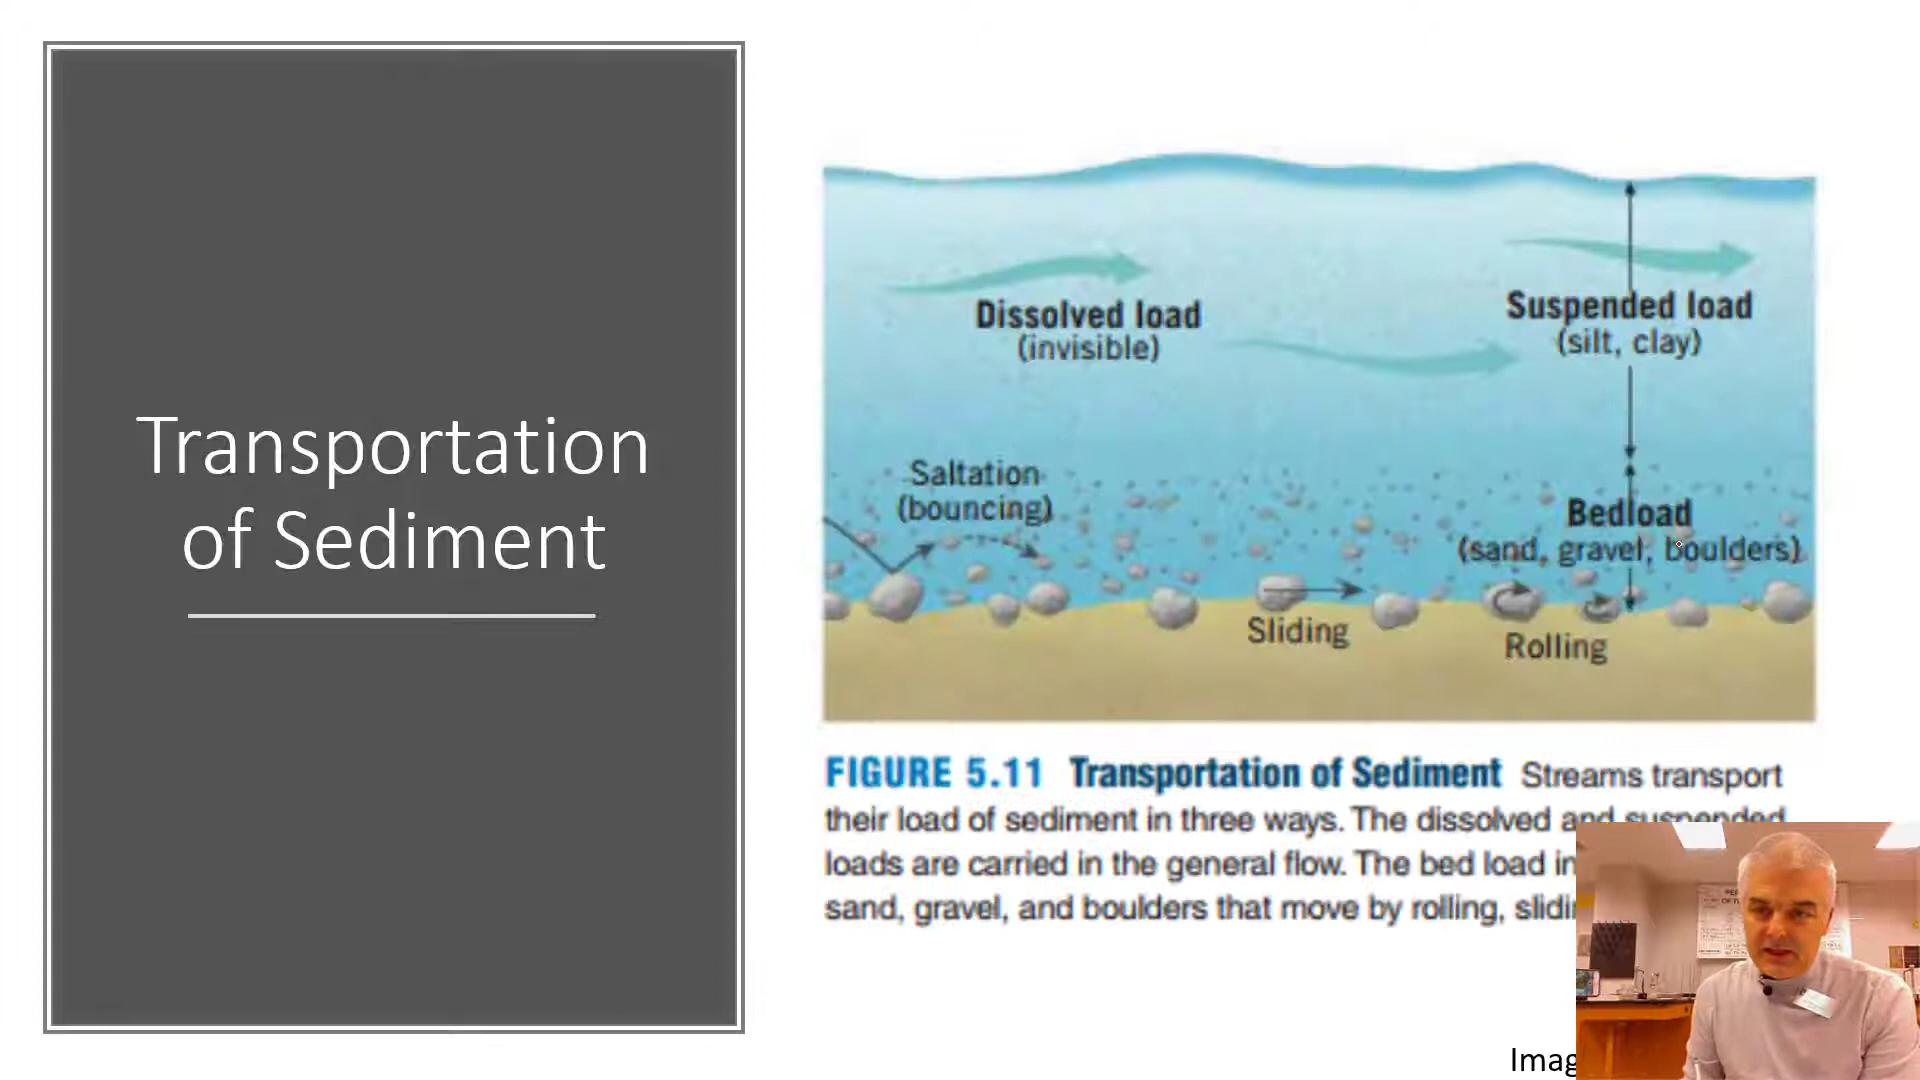 Transportation
of Sediment
Dissolved load
(invisible)
Suspended load
(silt, clay)
Saltation
(bouncing)
Bedload
(sand, gravel, boulders)
Sliding
Rolling
FIGURE 5.11 Transportation of Sediment Streams transport
their load of sediment in three ways. The dissolved and suspended
loads are carried in the general flow. The bed load
sand, gravel, and boulders that move by rolling,